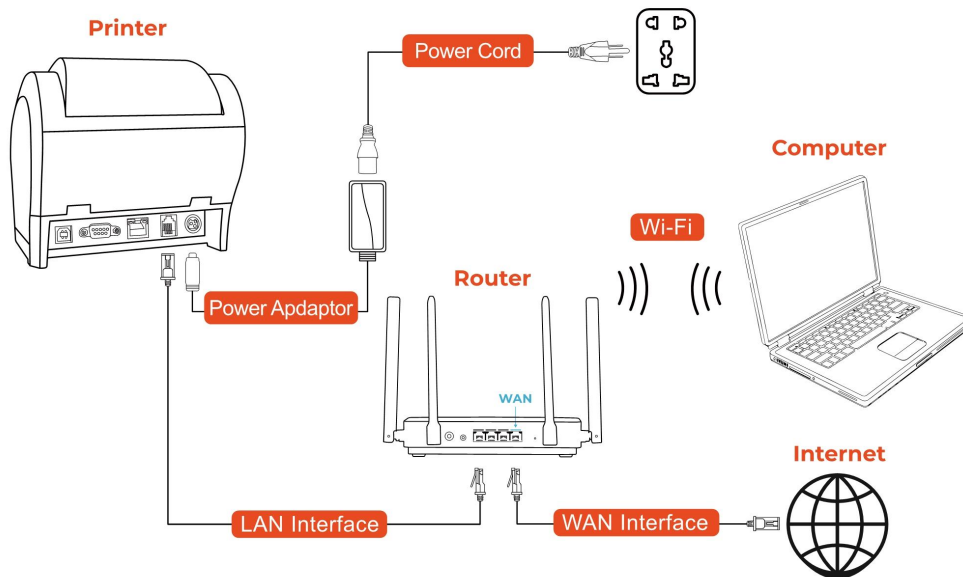 Printer
Power Cord
Computer
Wi-Fi
Router
Power Apdaptor
WAN
Internet
LAN Interface
WAN Interface